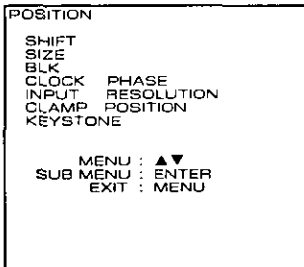 POSITION
SHIFT
SIZE
BLK
CLOCK PHASE
INPUT RESOLUTION
CLAMP POSITION
KEYSTONE
MENU : ▲▼
SUB MENU : ENTER
EXIT : MENU